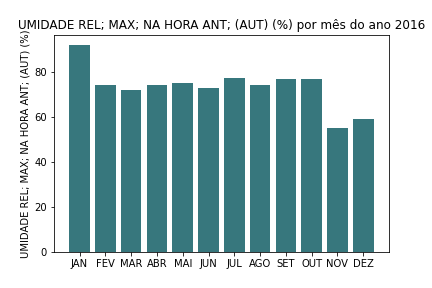 UMIDADE REL; MAX; NA HORA ANT; (AUT) (%) por mês do ano 2016
UMIDADE REL; MAX; NA HORA ANT; (AUT) (%)
80
60
40
20
0
JAN FEV MAR ABR MAI JUN JUL AGO SET OUT NOV DEZ